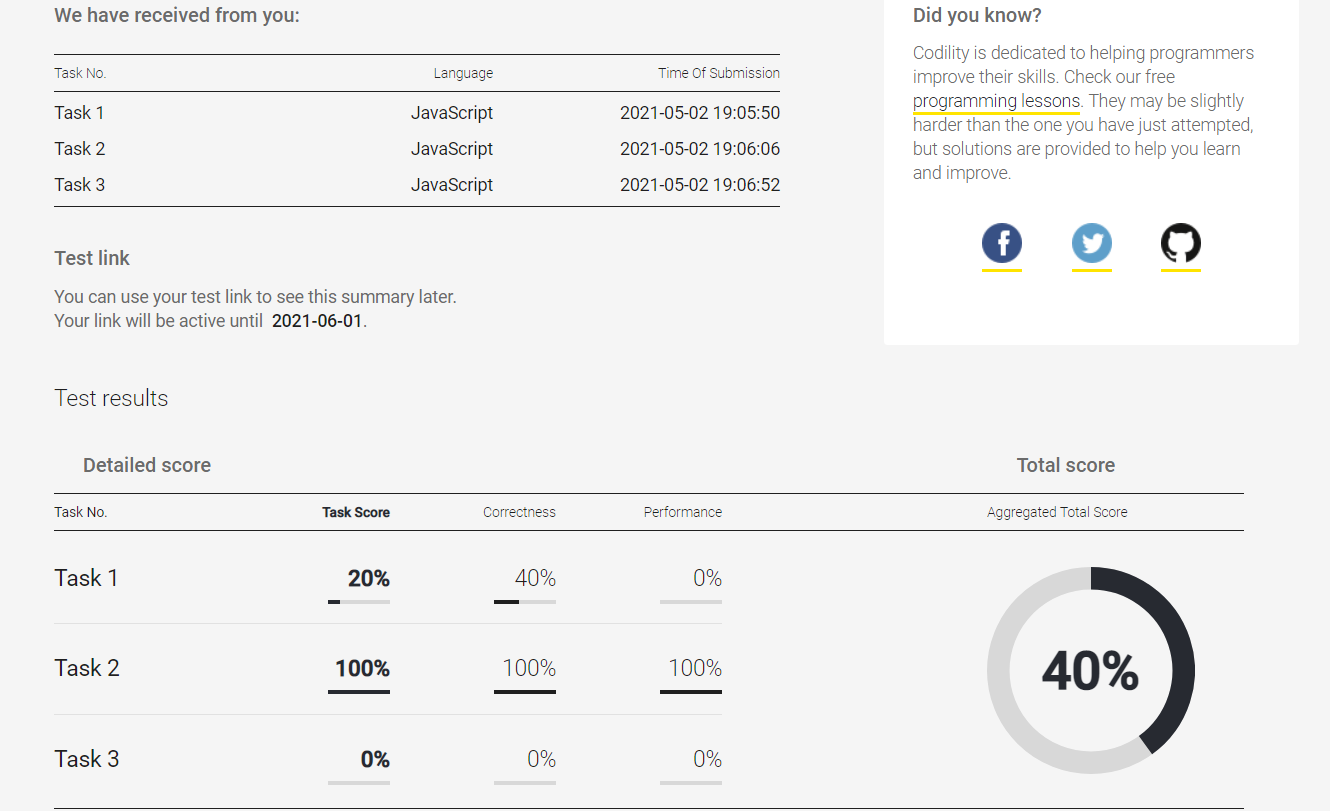 We have received from you:
Task No. Language Time Of Submission
Task 1 JavaScript 2021-05-02 19:05:50
Task 2 JavaScript 2021-05-02 19:06:06
Task 3 JavaScript 2021-05-02 19:06:52
Test link
You can use your test link to see this summary later.
Your link will be active until 2021-06-01.
Did you know?
Codility is dedicated to helping programmers
improve their skills. Check our free
programming lessons. They may be slightly
harder than the one you have just attempted,
but solutions are provided to help you learn
and improve.
Test results
Detailed score
Task No. Task Score Correctness Performance
Task 1 20% 40% 0%
Task 2 100% 100% 100%
Task 3 0% 0% 0%
Total score
Aggregated Total Score
40%